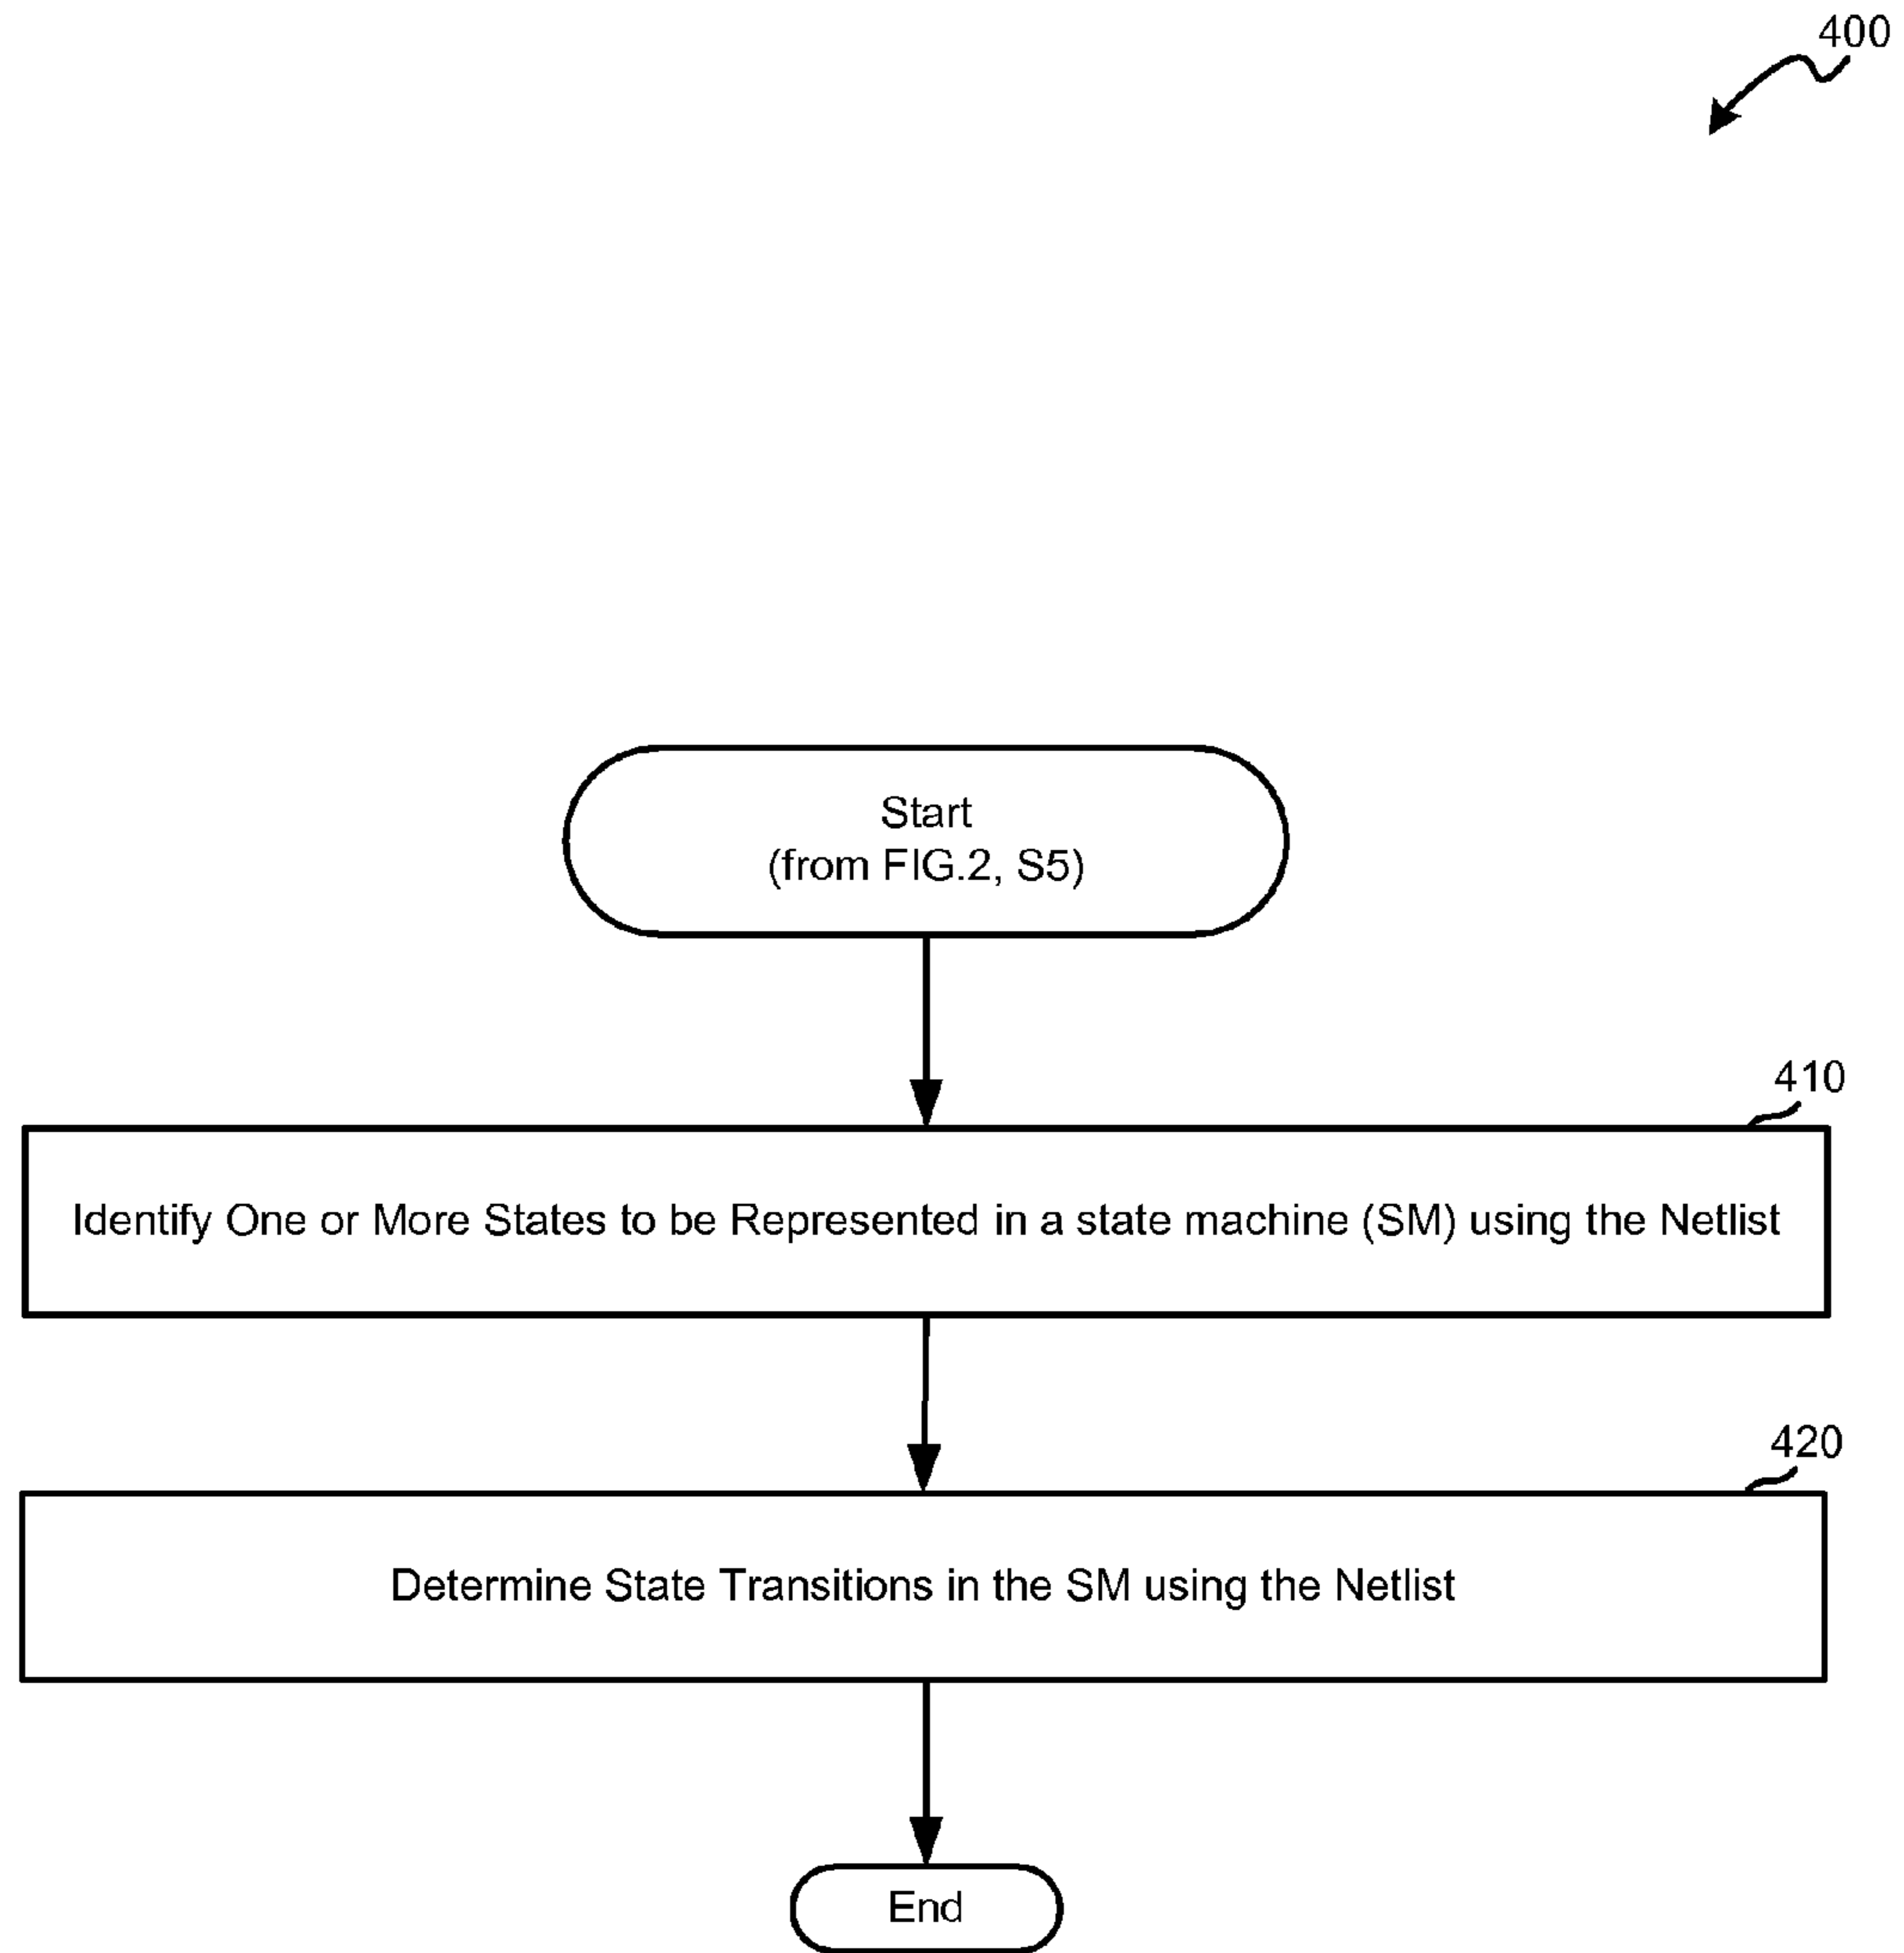 400
Start
(from FIG.2, S5)
410
Identify One or More States to be Represented in a state machine (SM) using the Netlist
420
Determine State Transitions in the SM using the Netlist
End